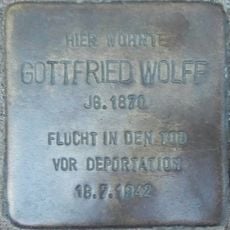 HIER WOHNTE
GOTTFRIED WOLFF
JG. 1870
FLUCHT IN DEN TOD
VOR DEPORTATION
18.7.1942